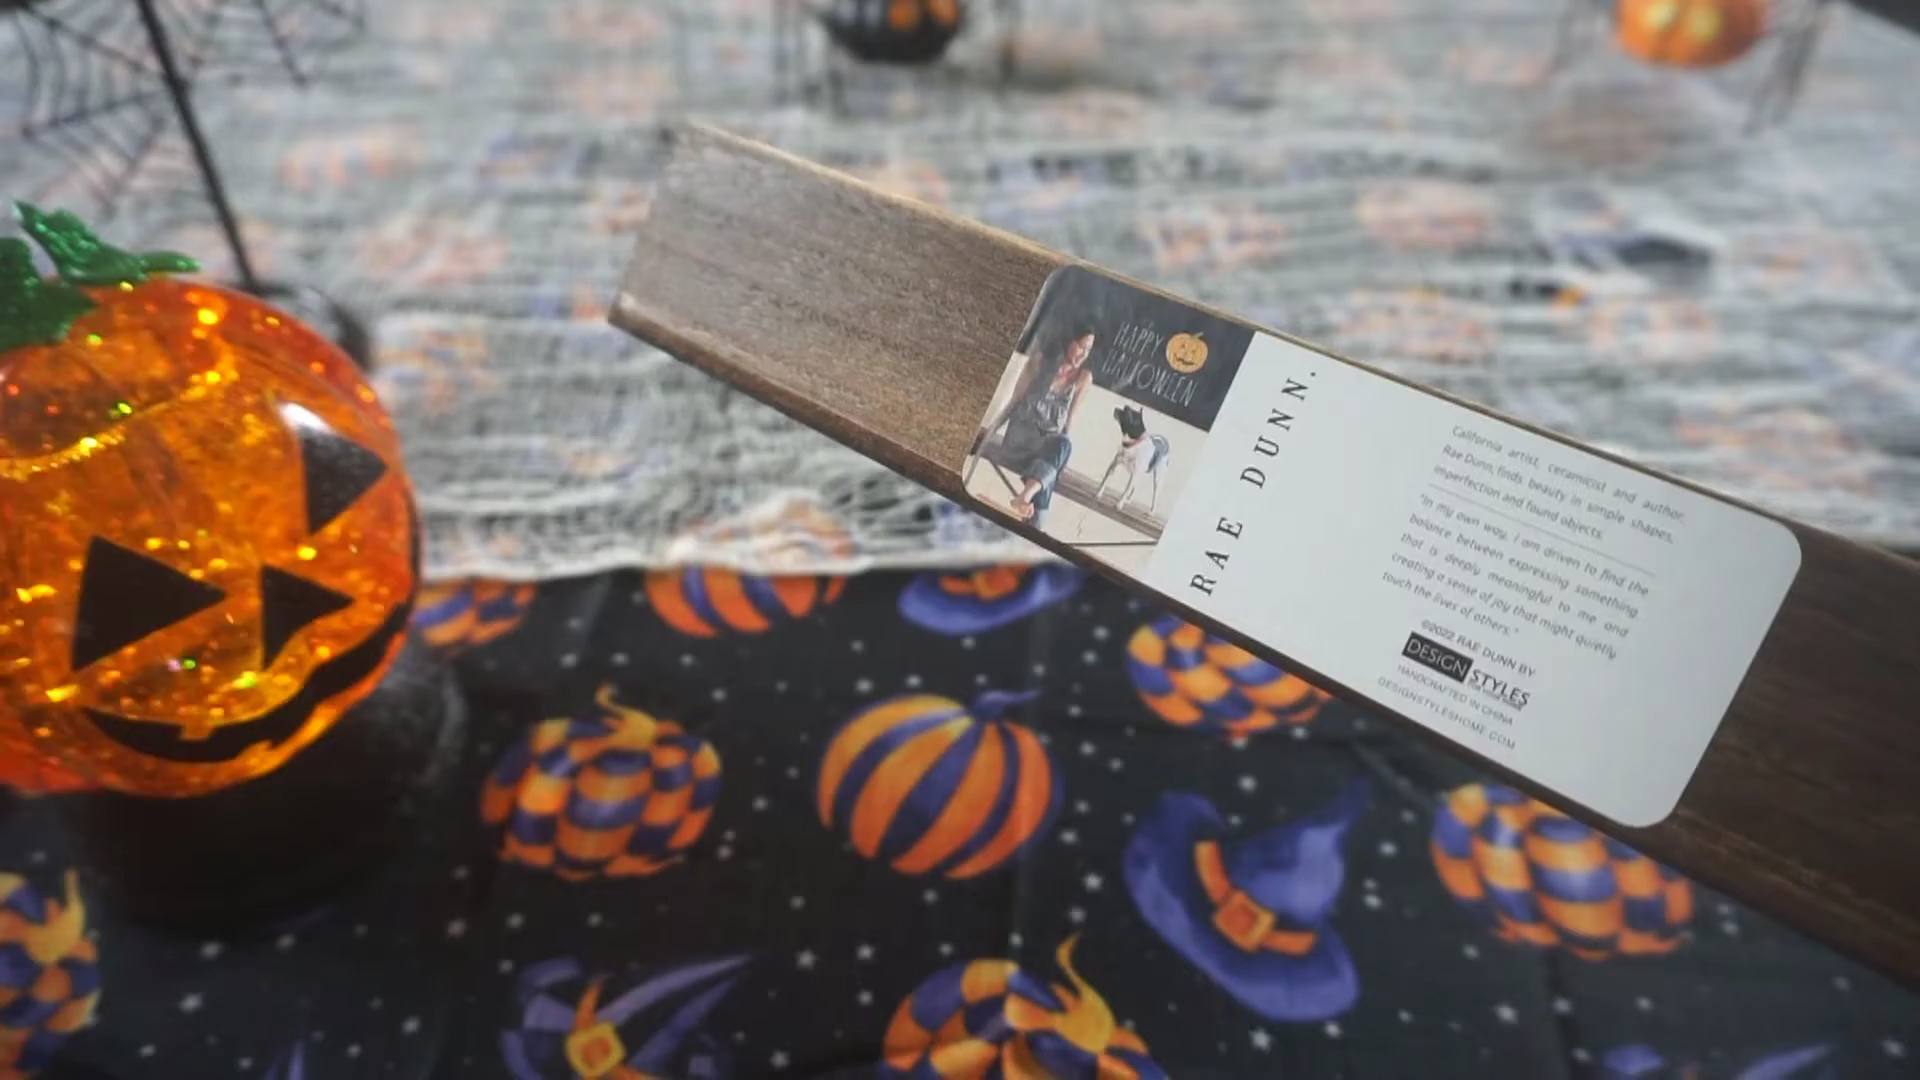 HAPPY
HALLOWEEN
RAE DUNN.
California artist, ceramicist and author,
Rae Dunn, finds beauty in simple shapes,
imperfection and found objects.
"In my own way, i am driven to find the
balance between expressing something
that is deeply meaningful to me and
creating a sense of joy that might quietly
touch the lives of others."
©2022 RAE DUNN BY
DESIGN STYLES
HANDCRAFTED IN CHINA
DESIGNSTYLESHOME.COM